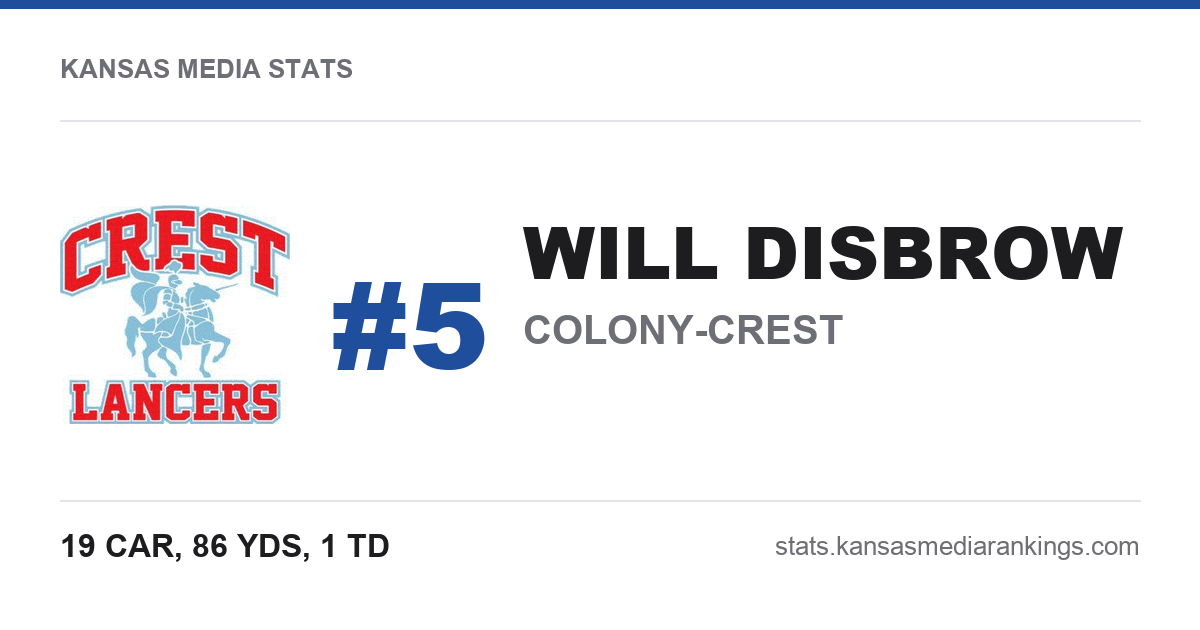 KANSAS MEDIA STATS
CREST
LANCERS
#5
WILL DISBROW
COLONY-CREST
19 CAR, 86 YDS, 1 TD
stats.kansasmediarankings.com